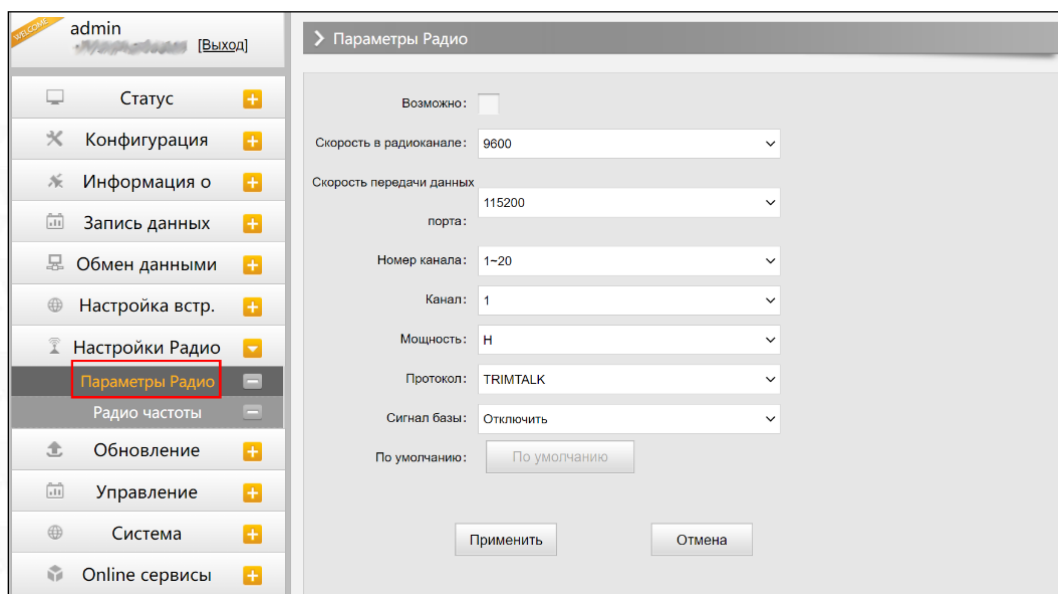 WELCOME
admin
[Выход]
Статус
Конфигурация
Информация о
Запись данных
Обмен данными
Настройка встр.
Настройки Радио
Параметры Радио
Радио частоты
Обновление
Управление
Система
Online сервисы
Параметры Радио
Возможно:
Скорость в радиоканале: 9600
Скорость передачи данных
порта: 115200
Номер канала: 1~20
Канал: 1
Мощность: H
Протокол: TRIMTALK
Сигнал базы: Отключить
По умолчанию: По умолчанию
Применить Отмена